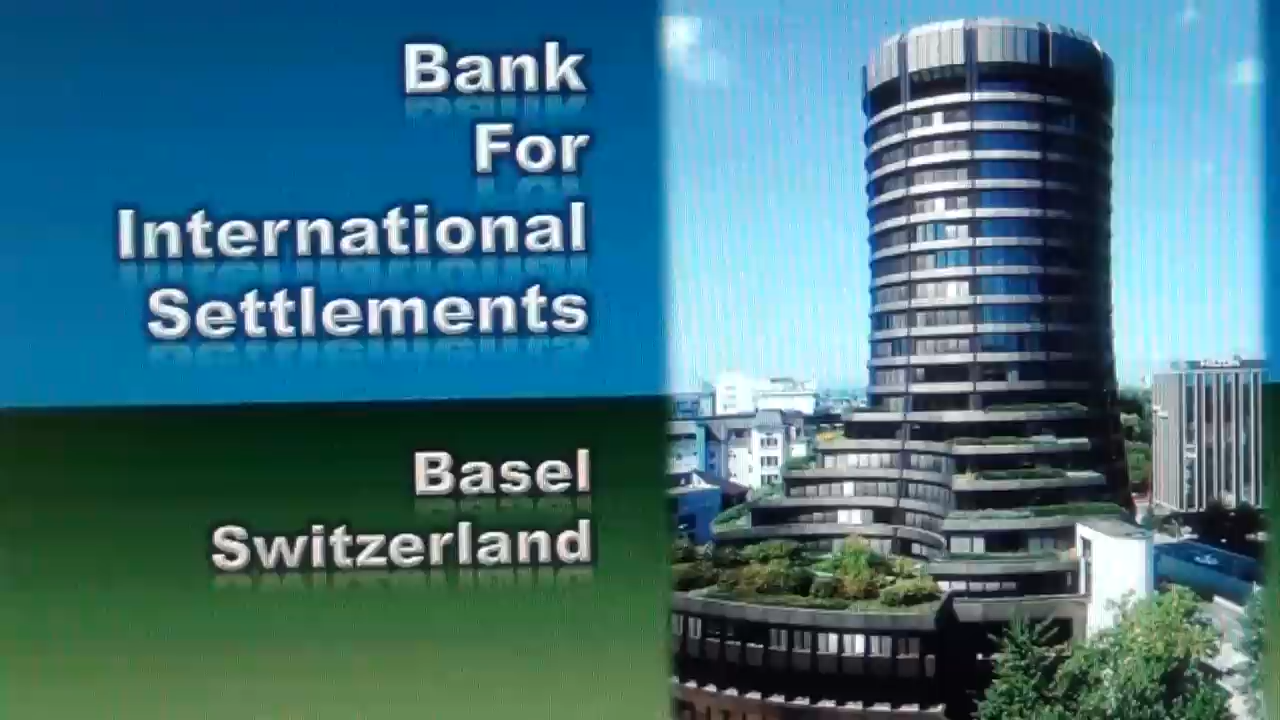 Bank
For
International
Settlements
Basel
Switzerland